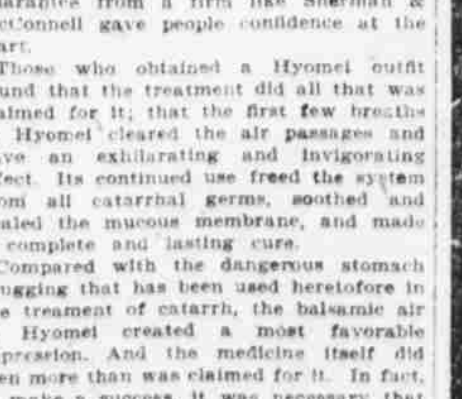 guarantee from a firm like Sherman &
cConnell gave people confidence at the
art.
Those who obtained a Hyomei outfit
und that the treatment did all that was
aimed for it; that the first few breaths
Hyomei cleared the air passages and
ve an exhilarating and invigorating
fect. Its continued use freed the system
om all catarrhal germs, soothed and
aled the mucous membrane, and made
complete and lasting cure.
Compared with the dangerous stomach
ugging that has been used heretofore in
e treament of catarrh, the balsamic air
Hyomei created a most favorable
pression. And the medicine itself did
en more than was claimed for it. In fact,
make a success, it was necessary that